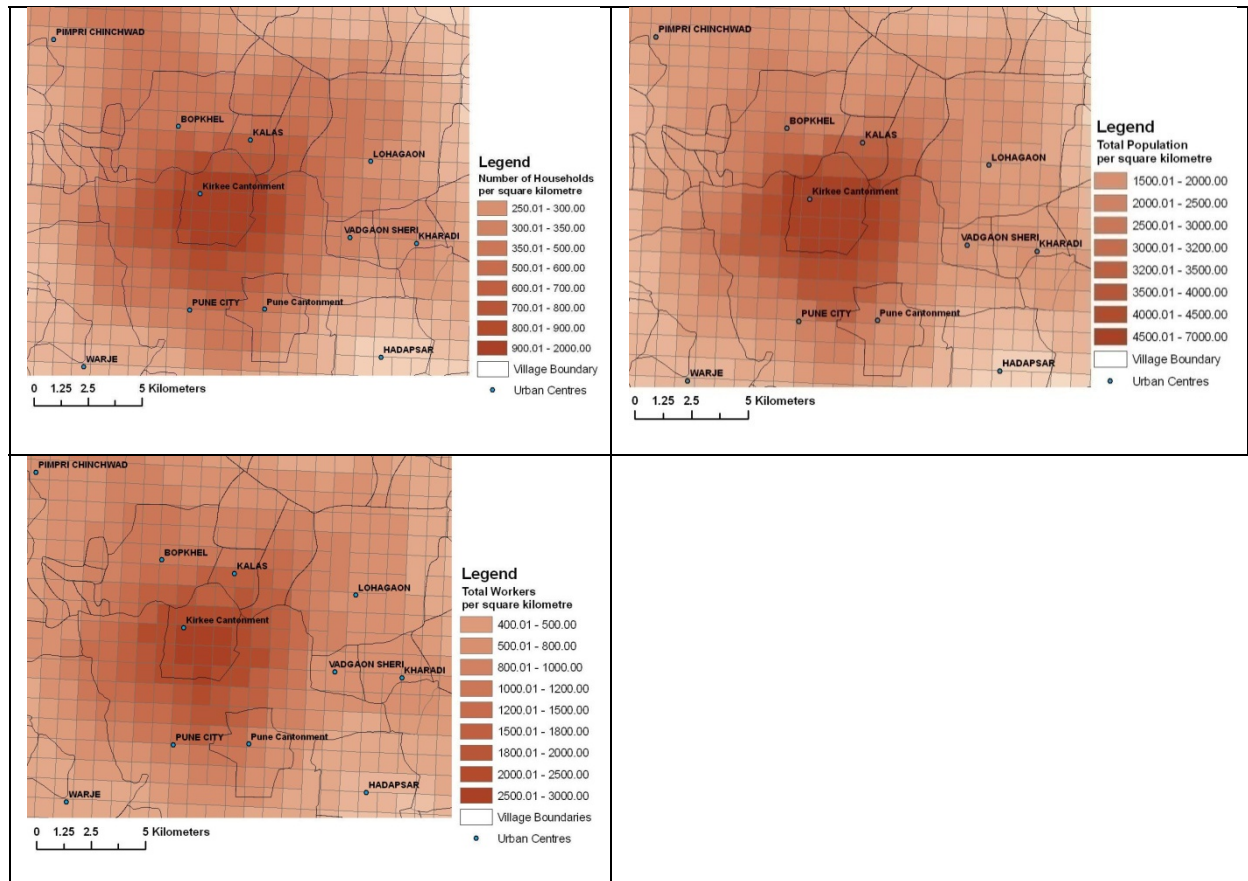 PIMPRI CHINCHWAD
BOPKHEL
KALAS
LOHAGAON
Kirkee Cantonment
VADGAON SHERI
KHARADI
PUNE CITY
Pune Cantonment
HADAPSAR
WARJE
0 1.25 2.5 5 Kilometers
Legend
Number of Households
per square kilometre
250.01 - 300.00
300.01 - 350.00
350.01 - 500.00
500.01 - 600.00
600.01 - 700.00
700.01 - 800.00
800.01 - 900.00
900.01 - 2000.00
Village Boundary
Urban Centres
PIMPRI CHINCHWAD
BOPKHEL
KALAS
LOHAGAON
Kirkee Cantonment
VADGAON SHERI
KHARADI
PUNE CITY
Pune Cantonment
HADAPSAR
WARJE
0 1.25 2.5 5 Kilometers
Legend
Total Population
per square kilometre
1500.01 - 2000.00
2000.01 - 2500.00
2500.01 - 3000.00
3000.01 - 3200.00
3200.01 - 3500.00
3500.01 - 4000.00
4000.01 - 4500.00
4500.01 - 7000.00
Village Boundary
Urban Centres
PIMPRI CHINCHWAD
BOPKHEL
KALAS
LOHAGAON
Kirkee Cantonment
VADGAON SHERI
KHARADI
PUNE CITY
Pune Cantonment
HADAPSAR
WARJE
0 1.25 2.5 5 Kilometers
Legend
Total Workers
per square kilometre
400.01 - 500.00
500.01 - 800.00
800.01 - 1000.00
1000.01 - 1200.00
1200.01 - 1500.00
1500.01 - 1800.00
1800.01 - 2000.00
2000.01 - 2500.00
2500.01 - 3000.00
Village Boundaries
Urban Centres